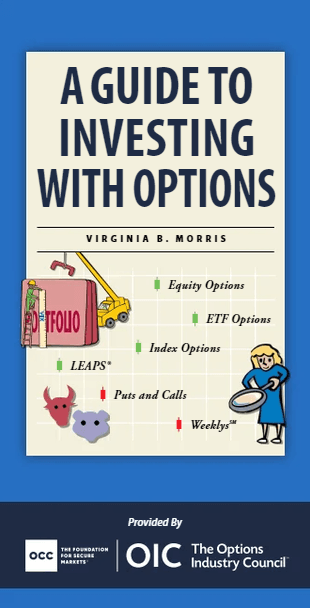 A GUIDE TO
INVESTING
WITH OPTIONS
VIRGINIA B. MORRIS
Equity Options
ETF Options
Index Options
LEAPS®
Puts and Calls
Weeklys℠
Provided By
OCC
THE FOUNDATION
FOR SECURE
MARKETS
OIC
The Options
Industry Council